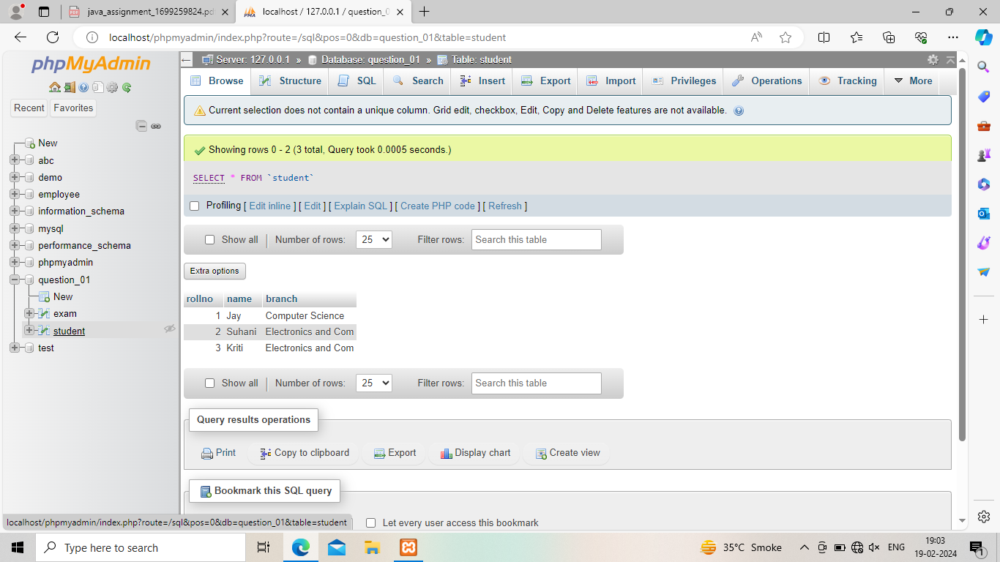 java_assignment_1699259824.pd
localhost / 127.0.0.1 / question_0
localhost/phpmyadmin/index.php?route=/sql&pos=0&db=question_01&table=student
phpMyAdmin
Recent Favorites
New
abc
demo
employee
information_schema
mysql
performance_schema
phpmyadmin
question_01
New
exam
student
test
Server: 127.0.0.1 » Database: question_01 » Table: student
Browse Structure SQL Search Insert Export Import Privileges Operations Tracking More
Current selection does not contain a unique column. Grid edit, checkbox, Edit, Copy and Delete features are not available.
Showing rows 0 - 2 (3 total, Query took 0.0005 seconds.)
SELECT * FROM `student`
Profiling [ Edit inline ] [ Edit ] [ Explain SQL ] [ Create PHP code ] [ Refresh ]
Show all Number of rows: 25 Filter rows: Search this table
Extra options
rollno name branch
1 Jay Computer Science
2 Suhani Electronics and Com
3 Kriti Electronics and Com
Show all Number of rows: 25 Filter rows: Search this table
Query results operations
Print Copy to clipboard Export Display chart Create view
Bookmark this SQL query
Let every user access this bookmark
localhost/phpmyadmin/index.php?route=/sql&pos=0&db=question_01&table=student
Type here to search
35°C Smoke
ENG
19:03
19-02-2024
1